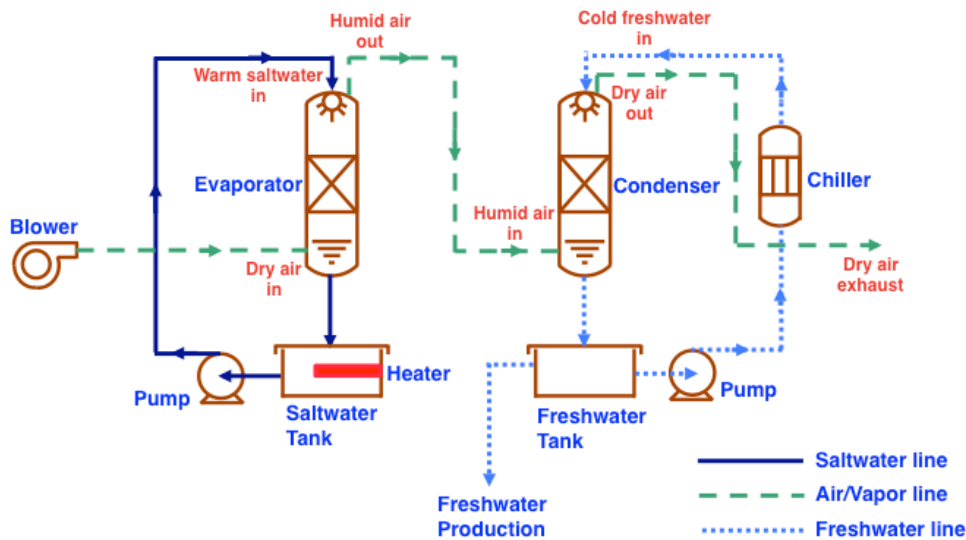 Humid air
out
Cold freshwater
in
Warm saltwater
in
Dry air
out
Evaporator
Condenser
Chiller
Blower
Humid air
in
Dry air
in
Dry air
exhaust
Heater
Pump
Saltwater
Tank
Pump
Freshwater
Tank
Freshwater
Production
Saltwater line
Air/Vapor line
Freshwater line